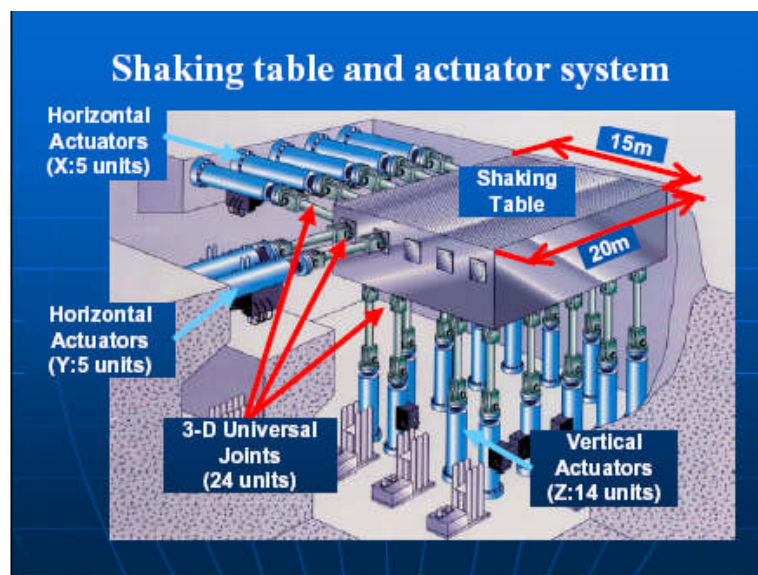 Shaking table and actuator system
Horizontal
Actuators
(X:5 units)
15m
Shaking
Table
20m
Horizontal
Actuators
(Y:5 units)
3-D Universal
Joints
(24 units)
Vertical
Actuators
(Z:14 units)